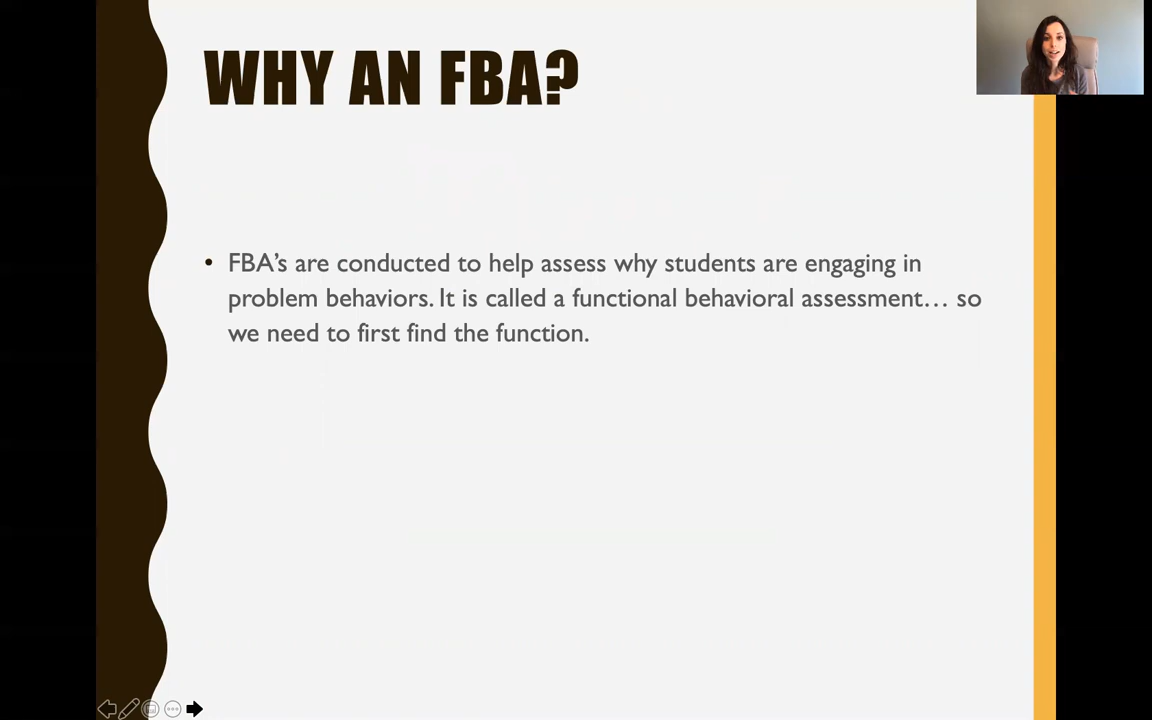 WHY AN FBA?
• FBA’s are conducted to help assess why students are engaging in
problem behaviors. It is called a functional behavioral assessment… so
we need to first find the function.